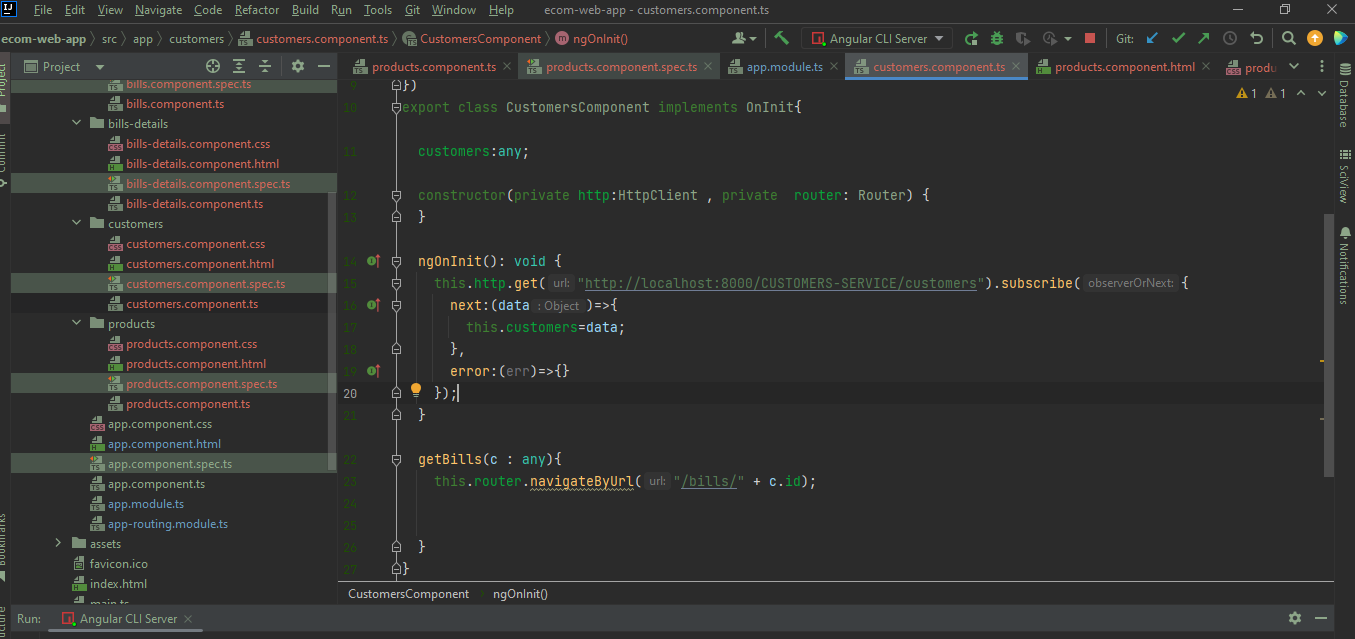 File Edit View Navigate Code Refactor Build Run Tools Git Window Help ecom-web-app - customers.component.ts
ecom-web-app src app customers customers.component.ts CustomersComponent ngOnInit() Angular CLI Server Git:
Project products.component.ts products.component.spec.ts app.module.ts customers.component.ts products.component.html produ
bills.component.spec.ts
bills.component.ts
bills-details
bills-details.component.css
bills-details.component.html
bills-details.component.spec.ts
bills-details.component.ts
customers
customers.component.css
customers.component.html
customers.component.spec.ts
customers.component.ts
products
products.component.css
products.component.html
products.component.spec.ts
products.component.ts
app.component.css
app.component.html
app.component.spec.ts
app.component.ts
app.module.ts
app-routing.module.ts
assets
favicon.ico
index.html
main.ts
1 1
9 })
10 export class CustomersComponent implements OnInit{
11 customers:any;
12 constructor(private http:HttpClient , private  router: Router) {
13 }
14 ngOnInit(): void {
15 this.http.get( url: "http://localhost:8000/CUSTOMERS-SERVICE/customers").subscribe( observerOrNext: {
16 next:(data : Object )=>{
17 this.customers=data;
18 },
19 error:(err)=>{}
20 });
21 }
22 getBills(c : any){
23 this.router.navigateByUrl( url: "/bills/" + c.id);
24
25
26 }
27 }
CustomersComponent ngOnInit()
Run: Angular CLI Server
Project
Commit
Bookmarks
Database
SciView
Notifications